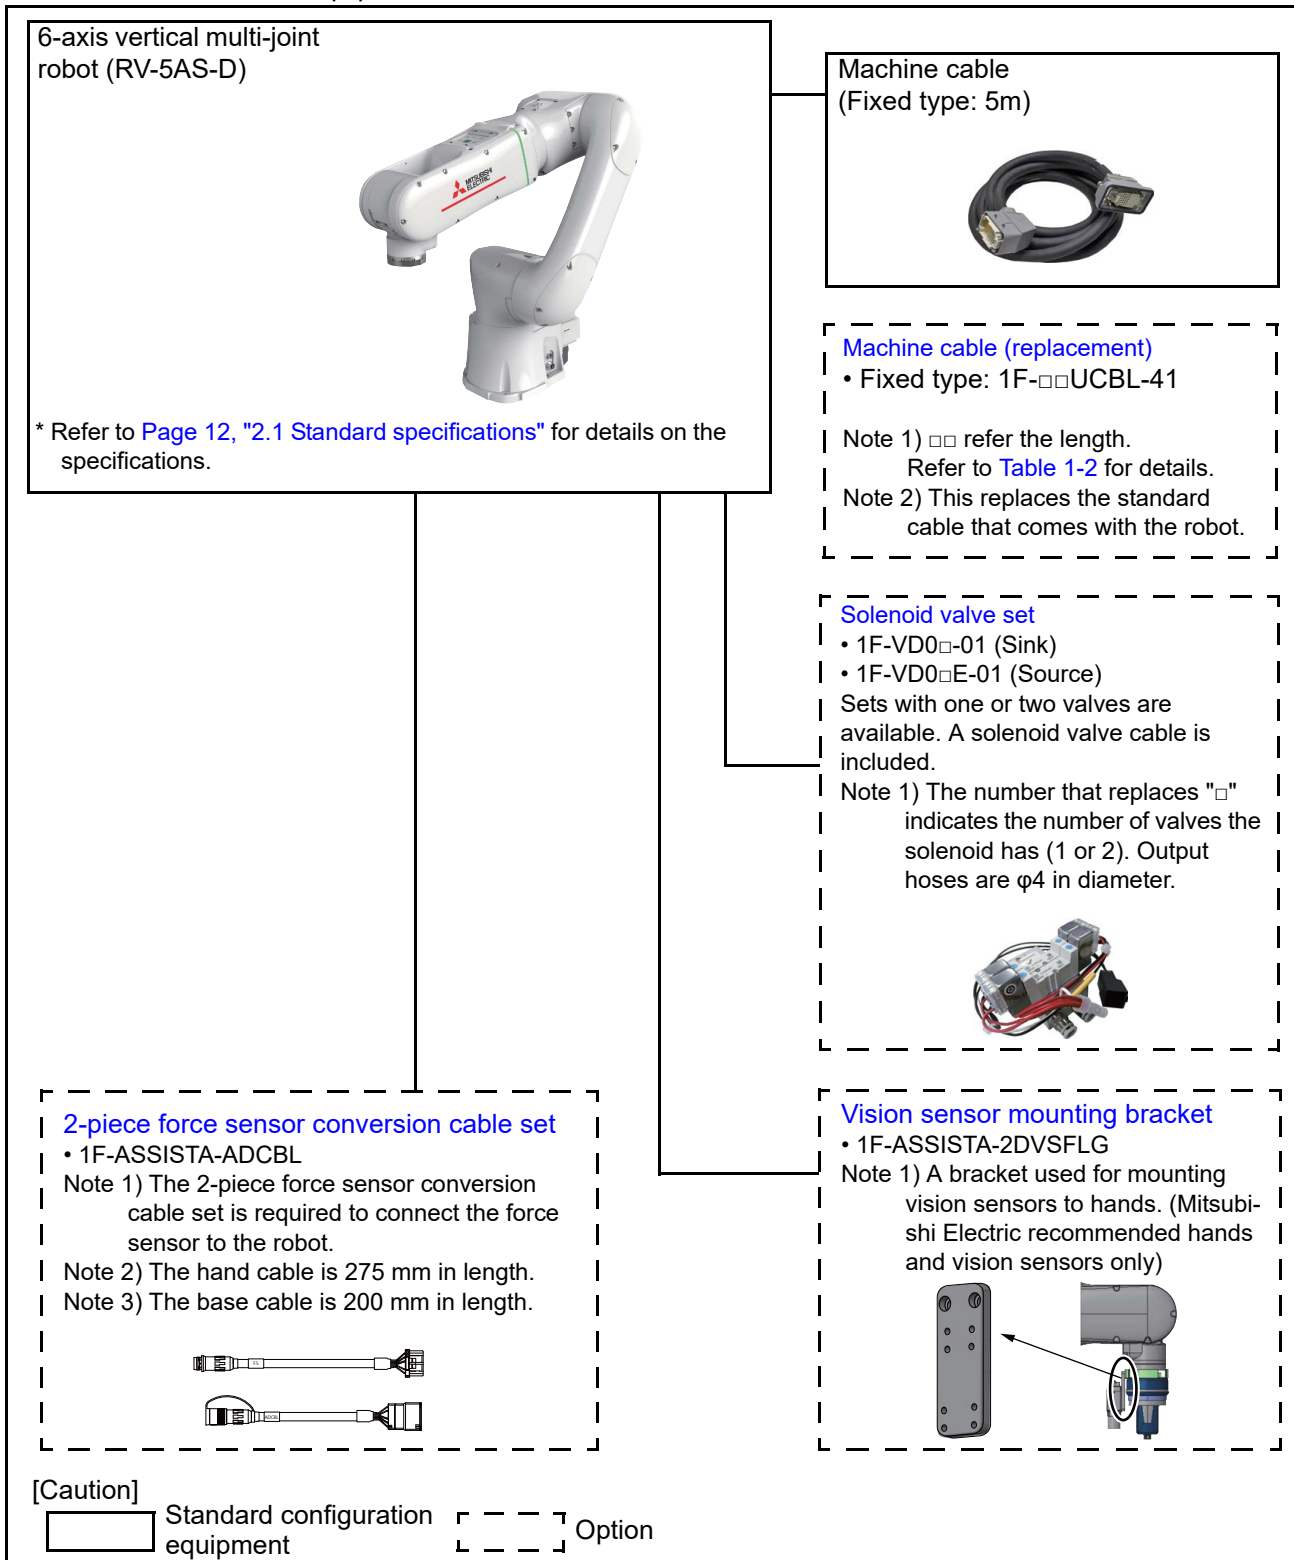 6-axis vertical multi-joint
robot (RV-5AS-D)
MITSUBISHI
ELECTRIC
* Refer to Page 12, "2.1 Standard specifications" for details on the
specifications.
Machine cable
(Fixed type: 5m)
Machine cable (replacement)
• Fixed type: 1F-□□UCBL-41
Note 1) □□ refer the length.
Refer to Table 1-2 for details.
Note 2) This replaces the standard
cable that comes with the robot.
Solenoid valve set
• 1F-VD0□-01 (Sink)
• 1F-VD0□E-01 (Source)
Sets with one or two valves are
available. A solenoid valve cable is
included.
Note 1) The number that replaces "□"
indicates the number of valves the
solenoid has (1 or 2). Output
hoses are φ4 in diameter.
2-piece force sensor conversion cable set
• 1F-ASSISTA-ADCBL
Note 1) The 2-piece force sensor conversion
cable set is required to connect the force
sensor to the robot.
Note 2) The hand cable is 275 mm in length.
Note 3) The base cable is 200 mm in length.
FS
ADCBL
Vision sensor mounting bracket
• 1F-ASSISTA-2DVSFLG
Note 1) A bracket used for mounting
vision sensors to hands. (Mitsubi-
shi Electric recommended hands
and vision sensors only)
[Caution]
Standard configuration
equipment
Option